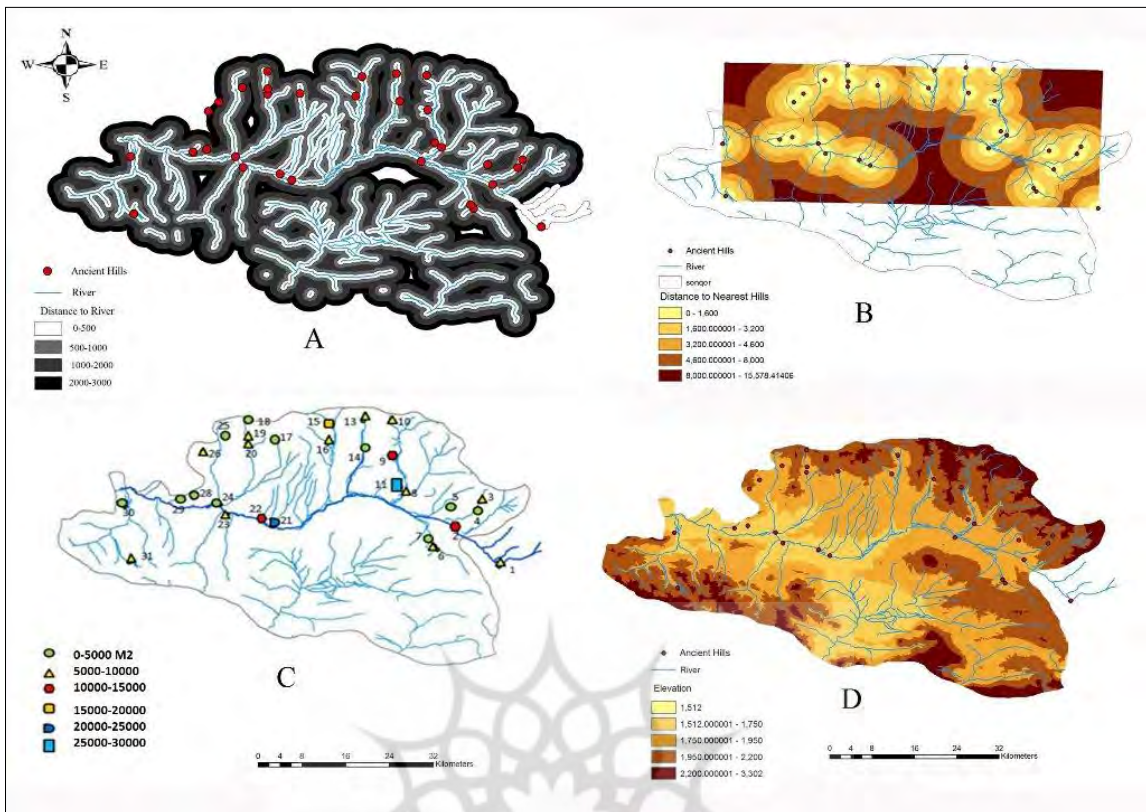 N
W E
S
Ancient Hills
River
Distance to River
0-500
500-1000
1000-2000
2000-3000
A
Ancient Hills
River
sonqor
Distance to Nearest Hills
0 - 1,600
1,600.000001 - 3,200
3,200.000001 - 4,600
4,600.000001 - 6,000
8,000.000001 - 15,578.41406
B
18
15
13
10
25
19
17
20
16
26
14
9
11
8
5
3
4
28
24
29
30
22
21
23
2
7
6
1
31
0-5000 M2
5000-10000
10000-15000
15000-20000
20000-25000
25000-30000
C
0 4 8 16 24 32
Kilometers
Ancient Hills
River
Elevation
1,512
1,512.000001 - 1,750
1,750.000001 - 1,950
1,950.000001 - 2,200
2,200.000001 - 3,302
D
0 4 8 16 24 32
Kilometers